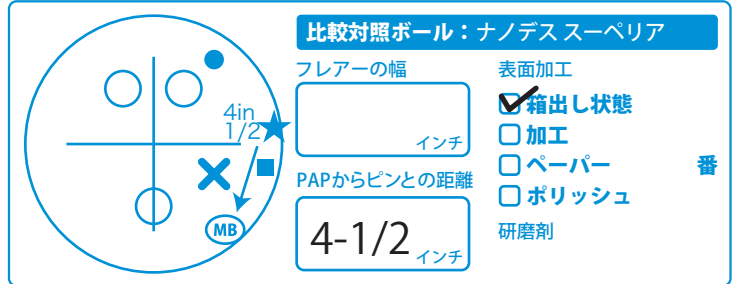 比較対照ボール：ナノデス スーペリア
フレアーの幅
インチ
PAPからピンとの距離
4-1/2 インチ
表面加工
箱出し状態
加工
ペーパー 番
ポリッシュ
研磨剤
4in
1/2
MB